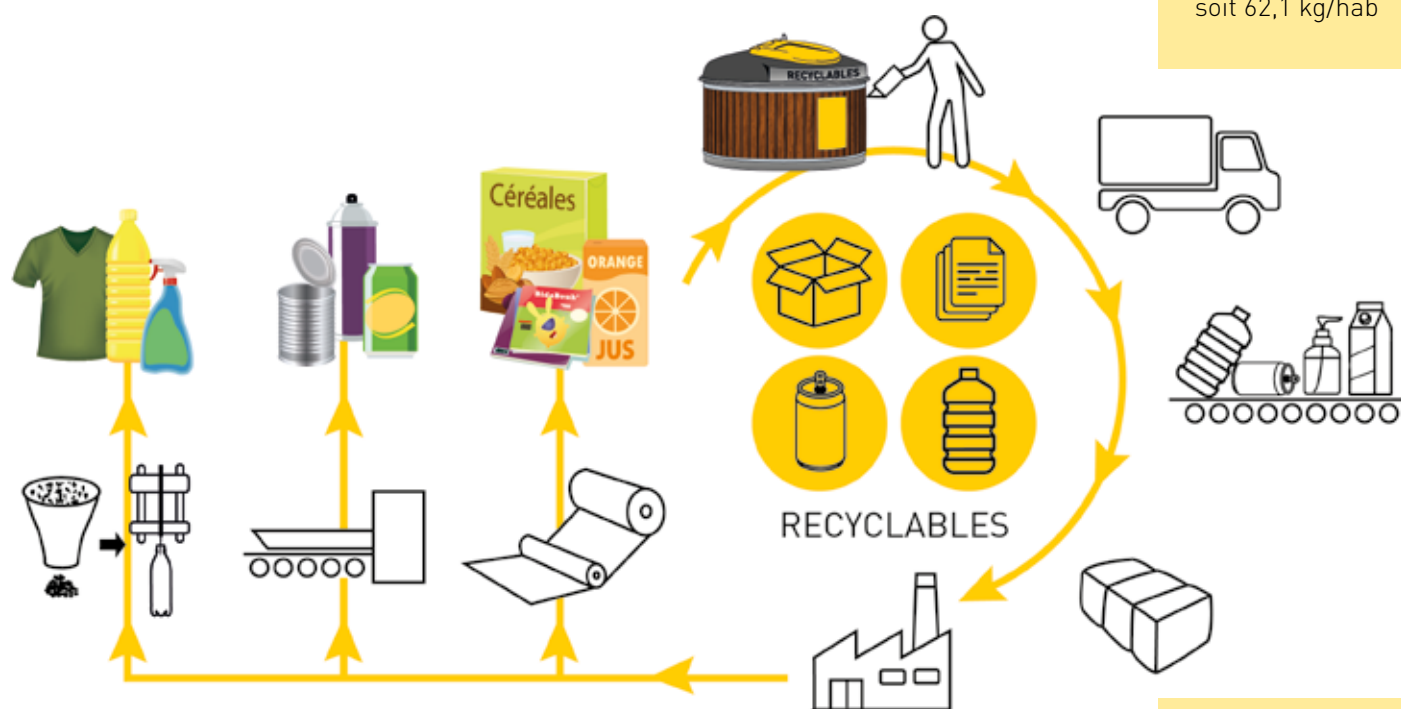 soit 62,1 kg/hab
RECYCLABLES
Céréales
ORANGE
JUS
RECYCLABLES